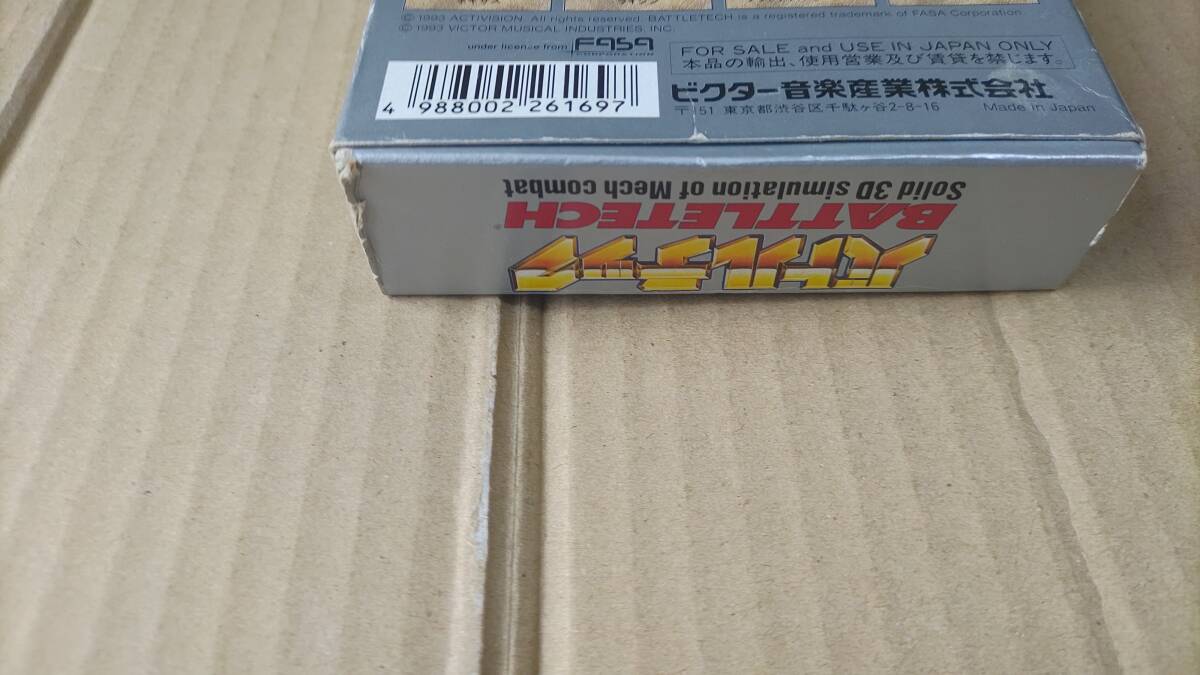 © 1993 ACTIVISION. All rights reserved. BATTLETECH is a registered trademark of FASA Corporation.
© 1993 VICTOR MUSICAL INDUSTRIES, INC.
under licence from FASA
CORPORATION
FOR SALE and USE IN JAPAN ONLY
本品の輸出、使用営業及び賃貸を禁じます。
4 988002 261697
ビクター音楽産業株式会社
〒151 東京都渋谷区千駄ヶ谷2-8-16 Made in Japan
バトルテック
BATTLETECH®
Solid 3D simulation of Mech combat